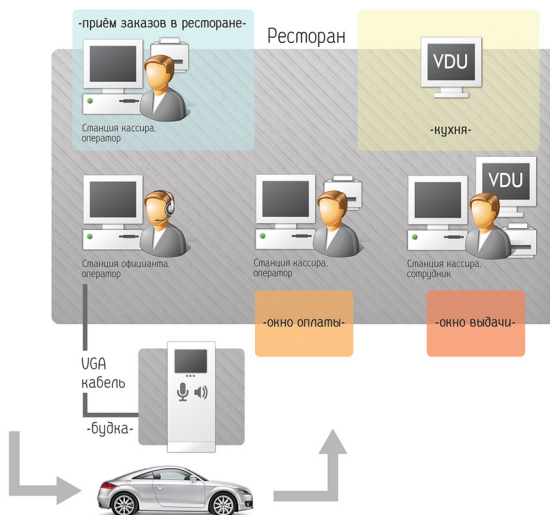 -приём заказов в ресторане-
Ресторан
VDU
Станция кассира,
оператор
-кухня-
VDU
Станция официанта,
оператор
Станция кассира,
оператор
Станция кассира,
сотрудник
-окно оплаты-
-окно выдачи-
VGA
кабель
-будка-